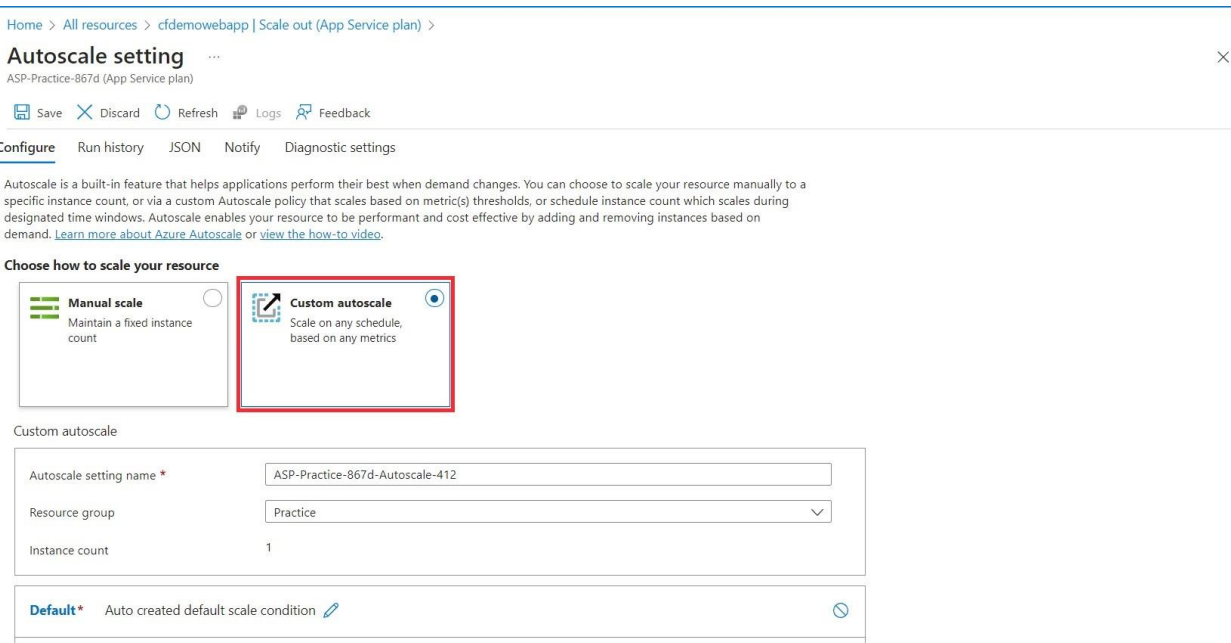 Home > All resources > cfdemowebapp | Scale out (App Service plan) >
Autoscale setting ...
ASP-Practice-867d (App Service plan)
Save Discard Refresh Logs Feedback
Configure Run history JSON Notify Diagnostic settings
Autoscale is a built-in feature that helps applications perform their best when demand changes. You can choose to scale your resource manually to a
specific instance count, or via a custom Autoscale policy that scales based on metric(s) thresholds, or schedule instance count which scales during
designated time windows. Autoscale enables your resource to be performant and cost effective by adding and removing instances based on
demand. Learn more about Azure Autoscale or view the how-to video.
Choose how to scale your resource
Manual scale
Maintain a fixed instance
count
Custom autoscale
Scale on any schedule,
based on any metrics
Custom autoscale
Autoscale setting name * ASP-Practice-867d-Autoscale-412
Resource group Practice
Instance count 1
Default* Auto created default scale condition